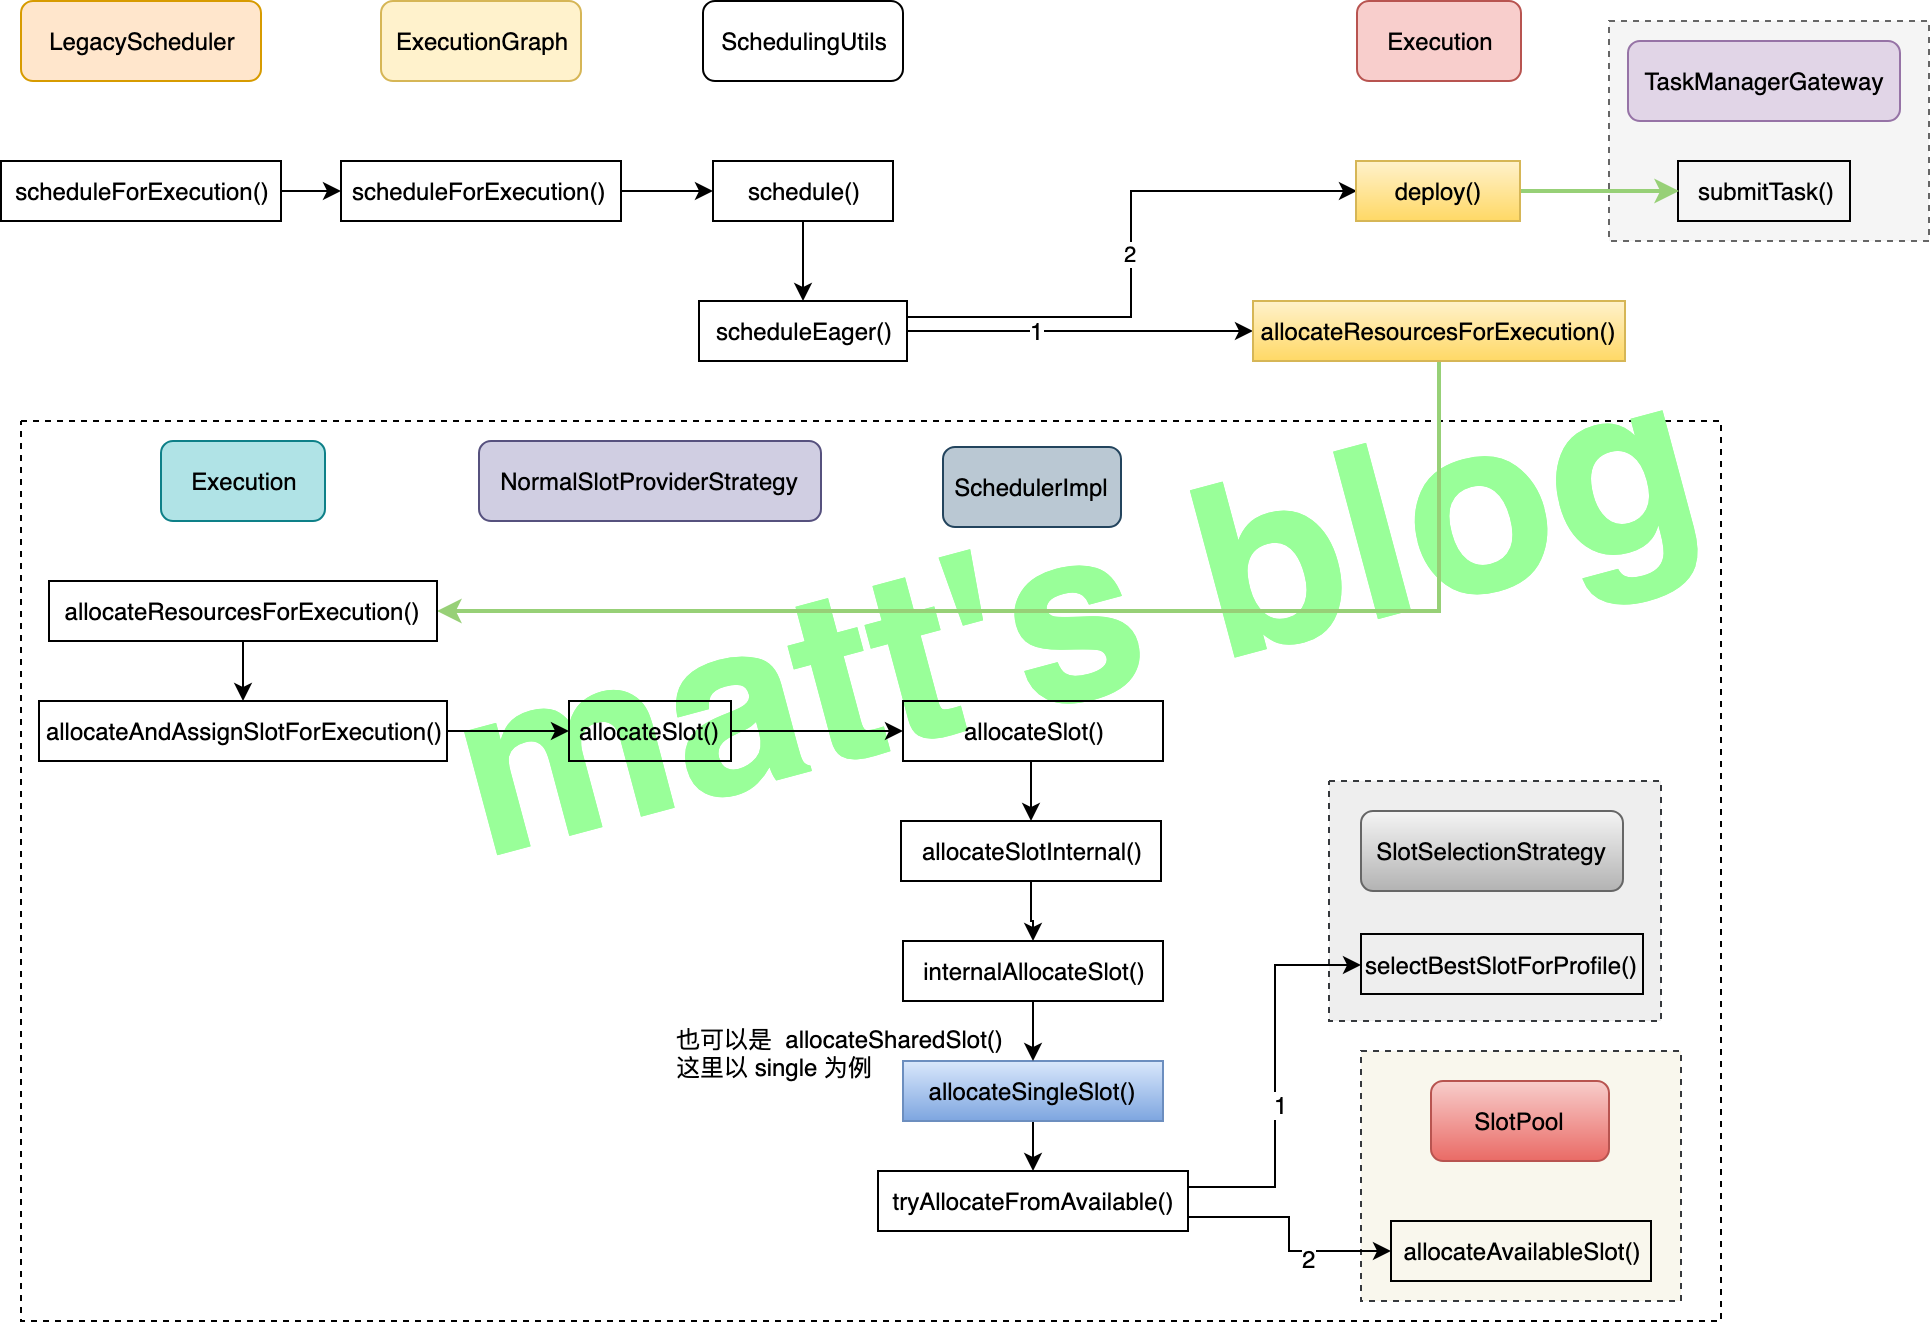 LegacyScheduler
ExecutionGraph
SchedulingUtils
Execution
TaskManagerGateway
scheduleForExecution()
scheduleForExecution()
schedule()
deploy()
submitTask()
2
scheduleEager()
1
allocateResourcesForExecution()
Execution
NormalSlotProviderStrategy
SchedulerImpl
matt's blog
allocateResourcesForExecution()
allocateAndAssignSlotForExecution()
allocateSlot()
allocateSlot()
allocateSlotInternal()
SlotSelectionStrategy
internalAllocateSlot()
selectBestSlotForProfile()
也可以是 allocateSharedSlot()
这里以 single 为例
allocateSingleSlot()
1
SlotPool
tryAllocateFromAvailable()
2
allocateAvailableSlot()